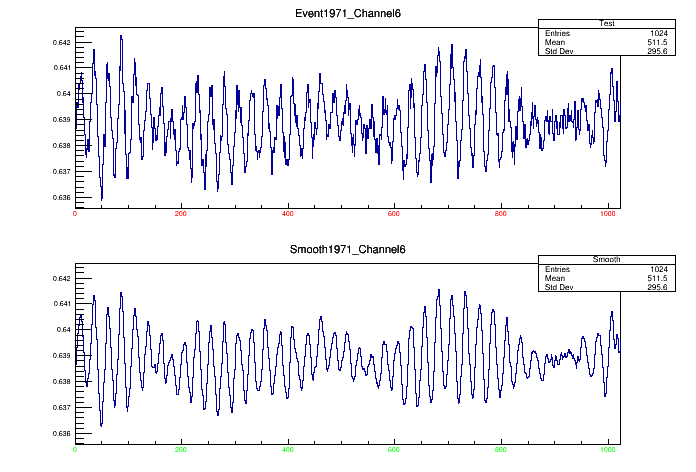 Event1971_Channel6
Test
Entries 1024
Mean 511.5
Std Dev 295.6
0.642
0.641
0.64
0.639
0.638
0.637
0.636
0 200 400 600 800 1000
Smooth1971_Channel6
Smooth
Entries 1024
Mean 511.5
Std Dev 295.6
0.642
0.641
0.64
0.639
0.638
0.637
0.636
0 200 400 600 800 1000